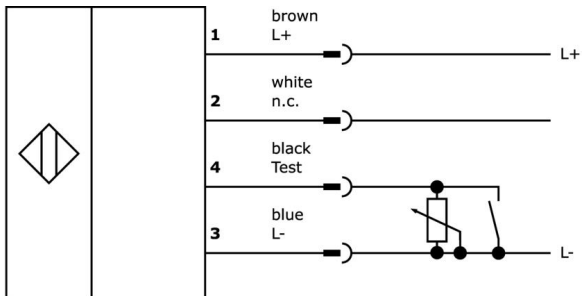 brown
1 L+ L+
white
2 n.c.
black
4 Test
blue
3 L- L-